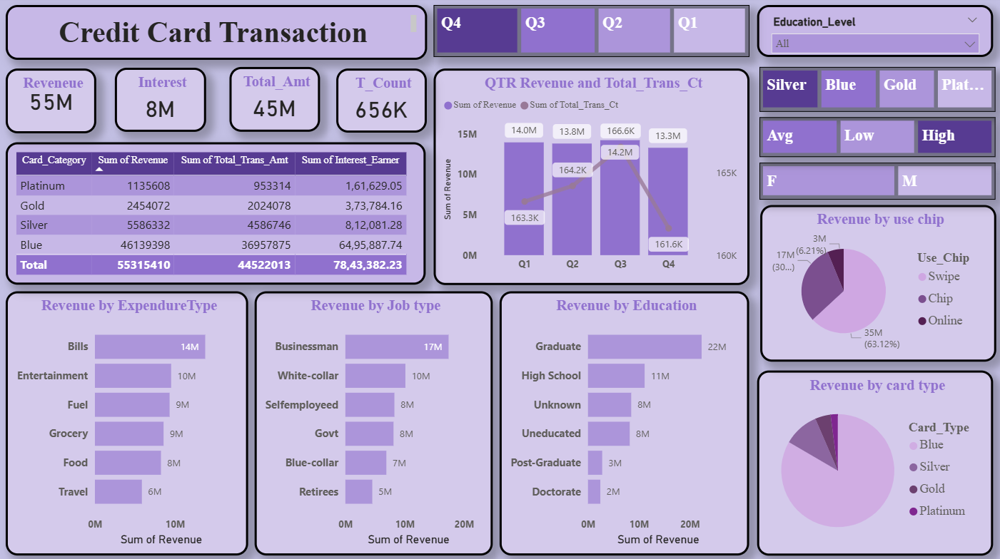 Credit Card Transaction
Q4 Q3 Q2 Q1
Education_Level
All
Reveneue
55M
Interest
8M
Total_Amt
45M
T_Count
656K
QTR Revenue and Total_Trans_Ct
Sum of Revenue Sum of Total_Trans_Ct
15M
10M
5M
0M
Sum of Revenue
14.0M 13.8M 166.6K 13.3M
14.2M
164.2K
163.3K
161.6K
165K
160K
Q1 Q2 Q3 Q4
Silver Blue Gold Plat...
Avg Low High
F M
Card_Category Sum of Revenue Sum of Total_Trans_Amt Sum of Interest_Earner
Platinum 1135608 953314 1,61,629.05
Gold 2454072 2024078 3,73,784.16
Silver 5586332 4586746 8,12,081.28
Blue 46139398 36957875 64,95,887.74
Total 55315410 44522013 78,43,382.23
Revenue by use chip
3M
(6.21%)
17M
(30...)
35M
(63.12%)
Use_Chip
Swipe
Chip
Online
Revenue by ExpendureType
Bills 14M
Entertainment 10M
Fuel 9M
Grocery 9M
Food 8M
Travel 6M
0M 10M
Sum of Revenue
Revenue by Job type
Businessman 17M
White-collar 10M
Selfemployeed 8M
Govt 8M
Blue-collar 7M
Retirees 5M
0M 10M 20M
Sum of Revenue
Revenue by Education
Graduate 22M
High School 11M
Unknown 8M
Uneducated 8M
Post-Graduate 3M
Doctorate 2M
0M 10M 20M
Sum of Revenue
Revenue by card type
Card_Type
Blue
Silver
Gold
Platinum